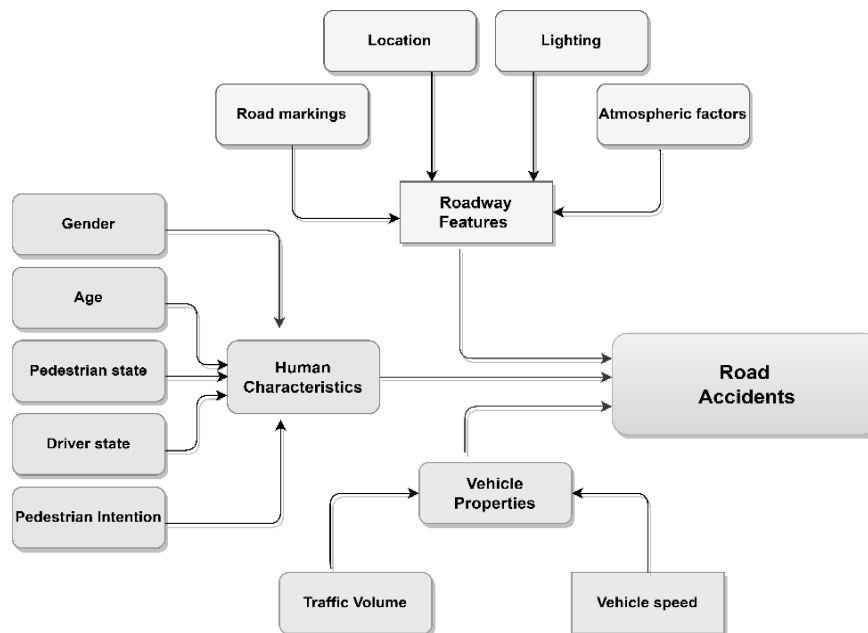 Location
Lighting
Road markings
Atmospheric factors
Roadway
Features
Gender
Age
Pedestrian state
Driver state
Pedestrian Intention
Human
Characteristics
Road
Accidents
Vehicle
Properties
Traffic Volume
Vehicle speed